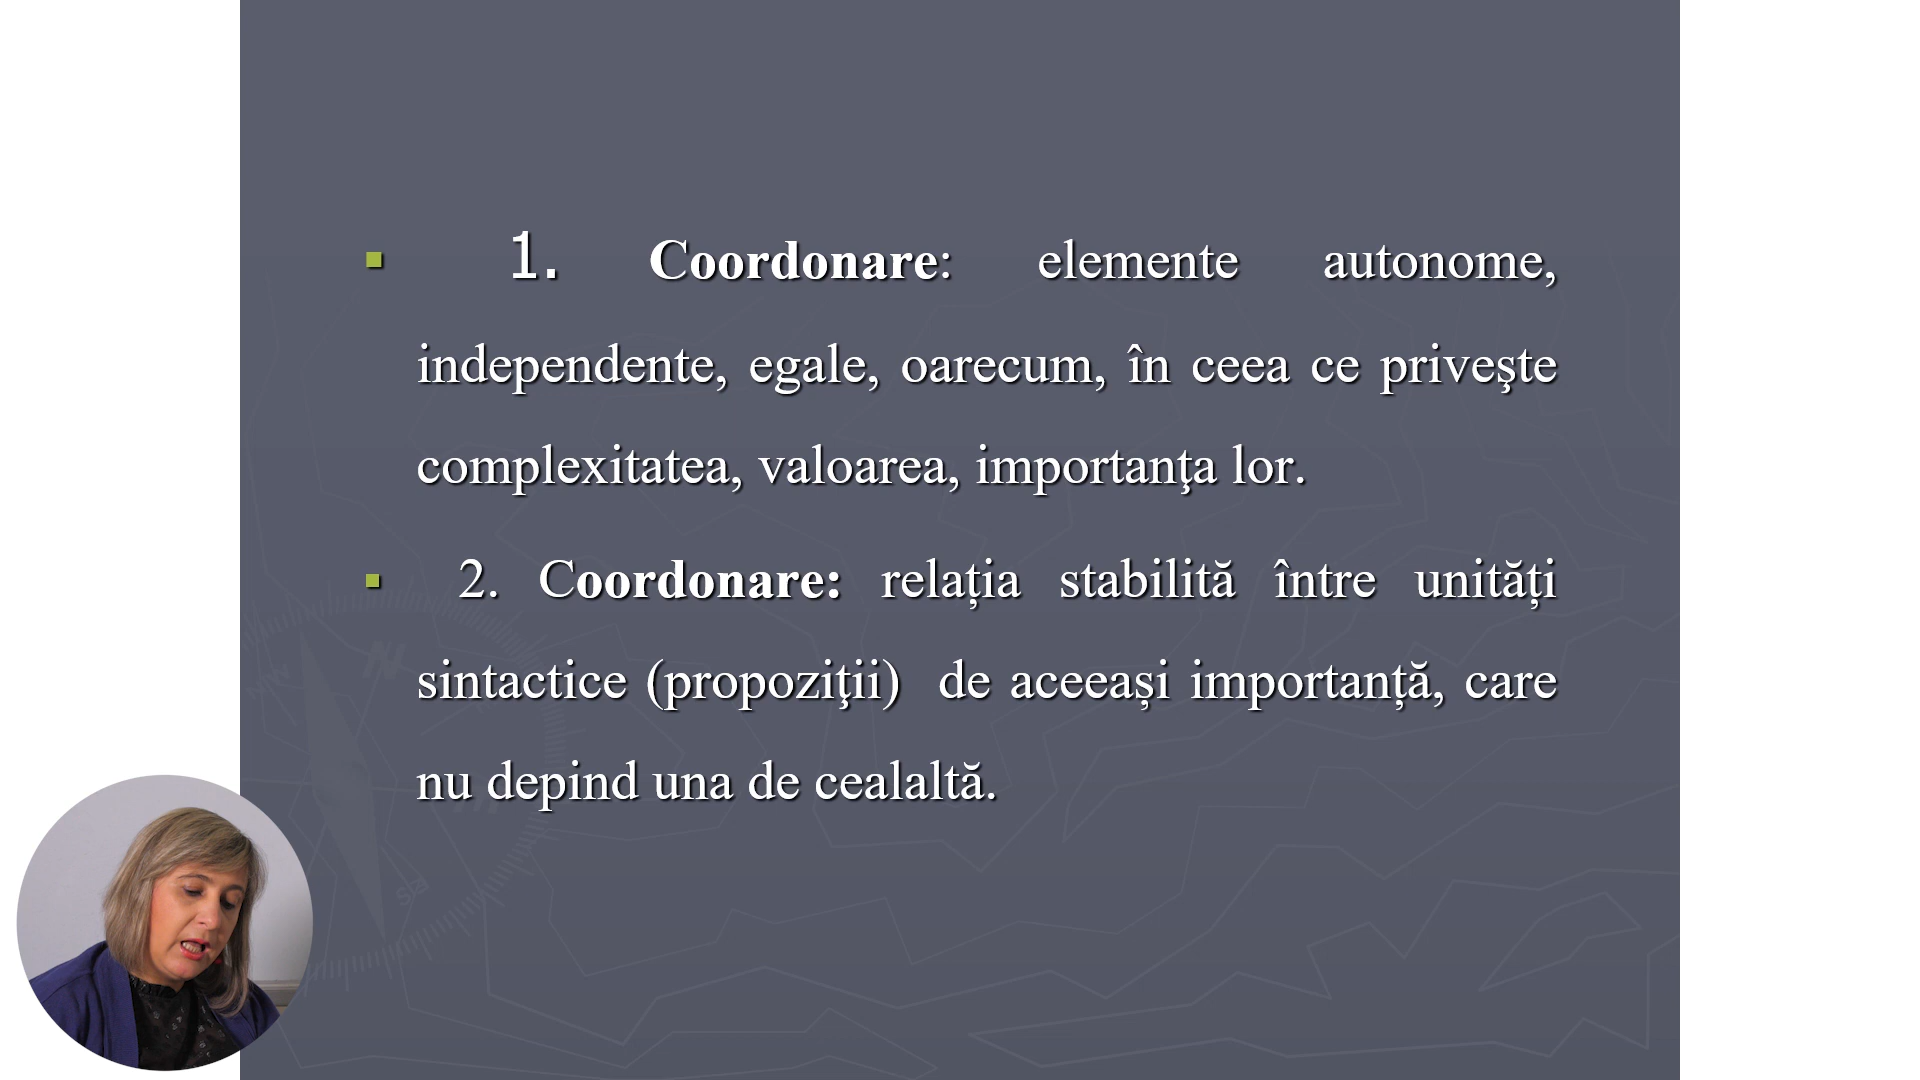 1. Coordonare: elemente autonome,
independente, egale, oarecum, în ceea ce priveşte
complexitatea, valoarea, importanţa lor.
2. Coordonare: relația stabilită între unități
sintactice (propoziţii) de aceeași importanță, care
nu depind una de cealaltă.